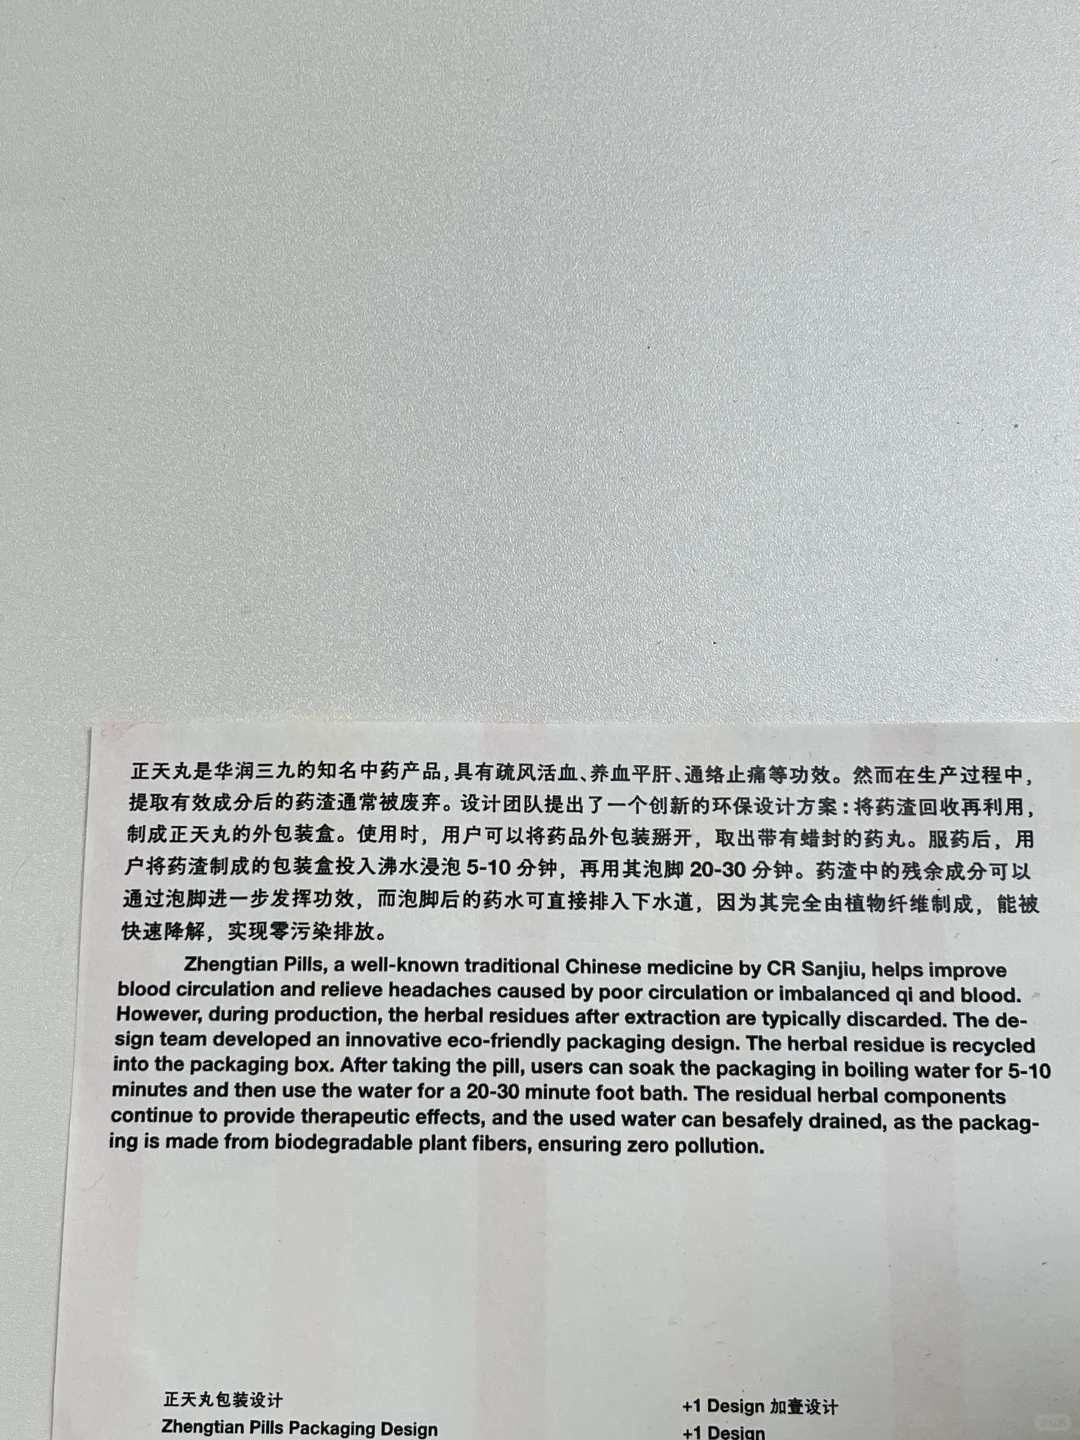 正天丸是华润三九的知名中药产品,具有疏风活血、养血平肝、通络止痛等功效。然而在生产过程中,
提取有效成分后的药渣通常被废弃。设计团队提出了一个创新的环保设计方案:将药渣回收再利用,
制成正天丸的外包装盒。使用时，用户可以将药品外包装掰开，取出带有蜡封的药丸。服药后，用
户将药渣制成的包装盒投入沸水浸泡 5-10 分钟，再用其泡脚 20-30 分钟。药渣中的残余成分可以
通过泡脚进一步发挥功效，而泡脚后的药水可直接排入下水道，因为其完全由植物纤维制成，能被
快速降解，实现零污染排放。
Zhengtian Pills, a well-known traditional Chinese medicine by CR Sanjiu, helps improve
blood circulation and relieve headaches caused by poor circulation or imbalanced qi and blood.
However, during production, the herbal residues after extraction are typically discarded. The de-
sign team developed an innovative eco-friendly packaging design. The herbal residue is recycled
into the packaging box. After taking the pill, users can soak the packaging in boiling water for 5-10
minutes and then use the water for a 20-30 minute foot bath. The residual herbal components
continue to provide therapeutic effects, and the used water can besafely drained, as the packag-
ing is made from biodegradable plant fibers, ensuring zero pollution.
正天丸包装设计
Zhengtian Pills Packaging Design
+1 Design 加壹设计
+1 Design